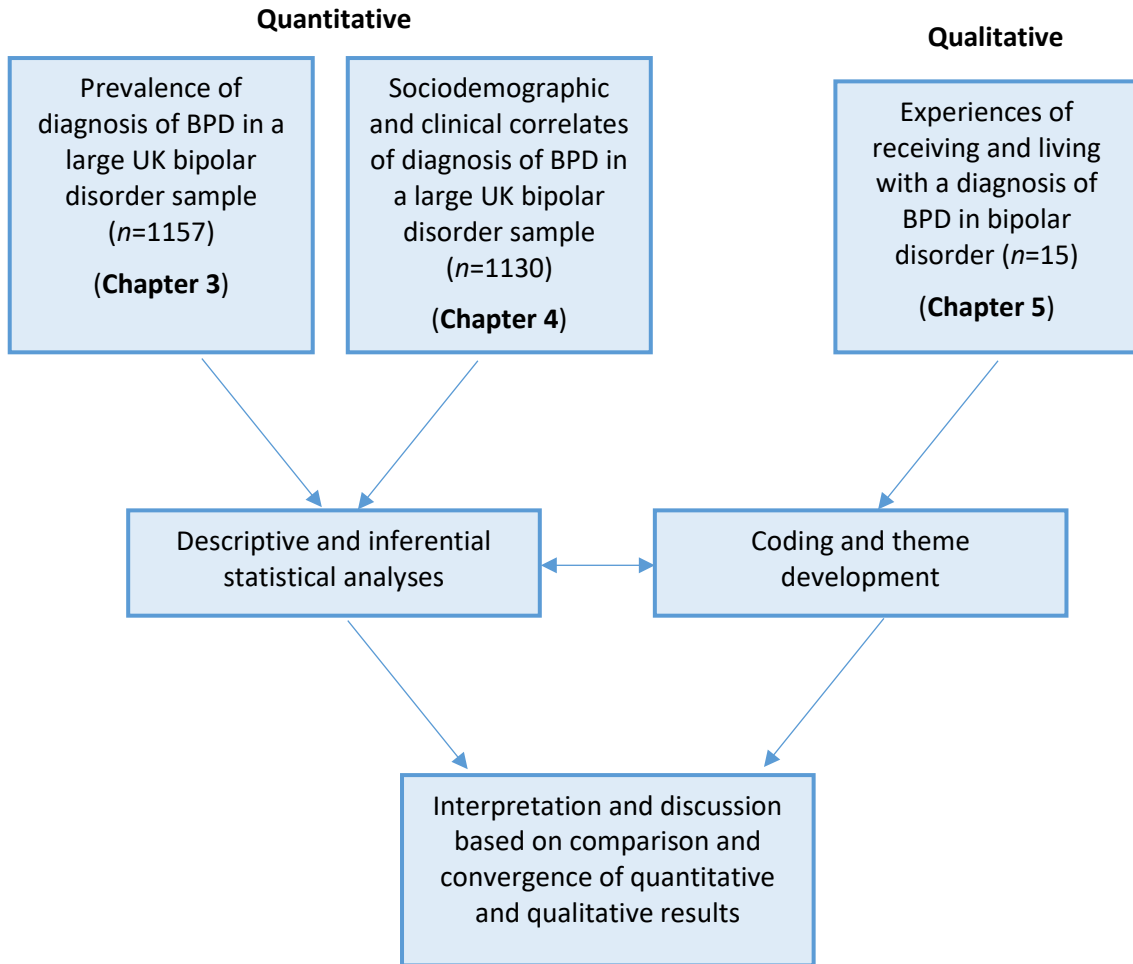 Quantitative
Prevalence of
diagnosis of BPD in a
large UK bipolar
disorder sample
(n=1157)
(Chapter 3)
Sociodemographic
and clinical correlates
of diagnosis of BPD in
a large UK bipolar
disorder sample
(n=1130)
(Chapter 4)
Qualitative
Experiences of
receiving and living
with a diagnosis of
BPD in bipolar
disorder (n=15)
(Chapter 5)
Descriptive and inferential
statistical analyses
Coding and theme
development
Interpretation and discussion
based on comparison and
convergence of quantitative
and qualitative results